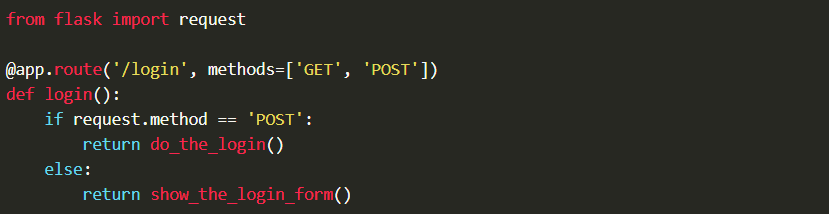 from flask import request

@app.route('/login', methods=['GET', 'POST'])
def login():
    if request.method == 'POST':
        return do_the_login()
    else:
        return show_the_login_form()